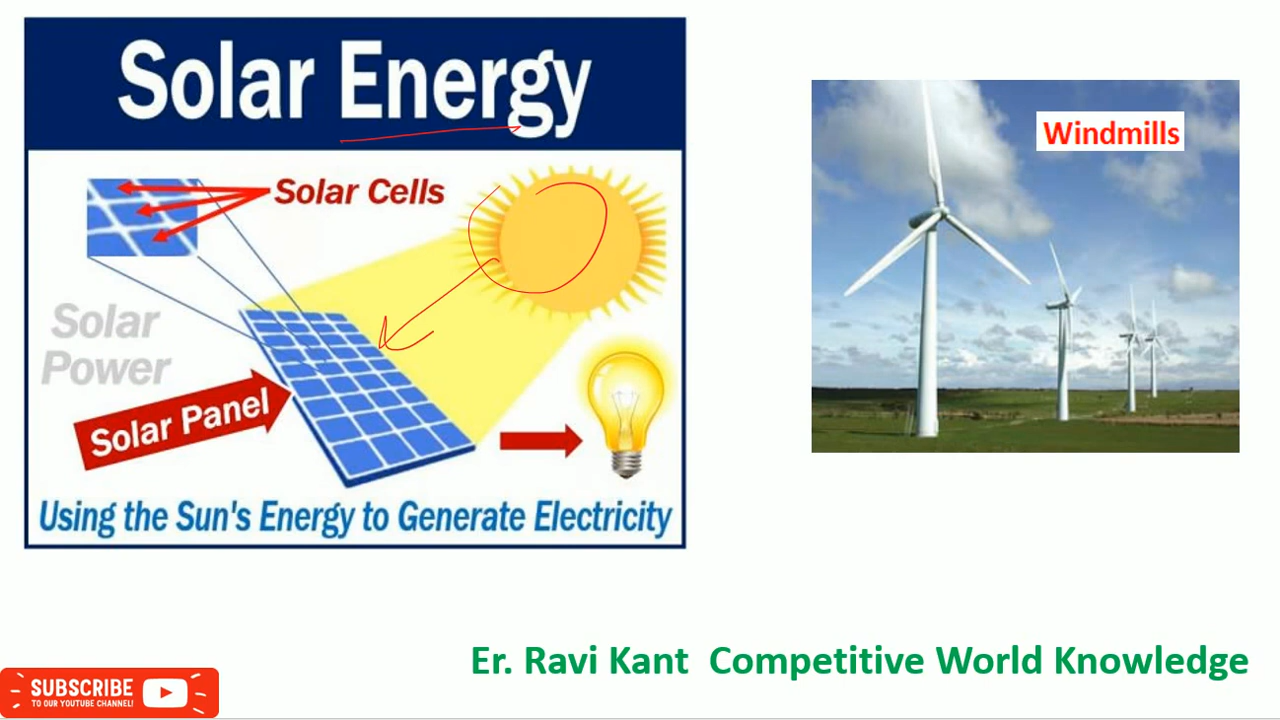 Solar Energy
Solar Cells
Solar
Power
Solar Panel
Using the Sun's Energy to Generate Electricity
Windmills
Er. Ravi Kant  Competitive World Knowledge
SUBSCRIBE
TO OUR YOUTUBE CHANNEL!